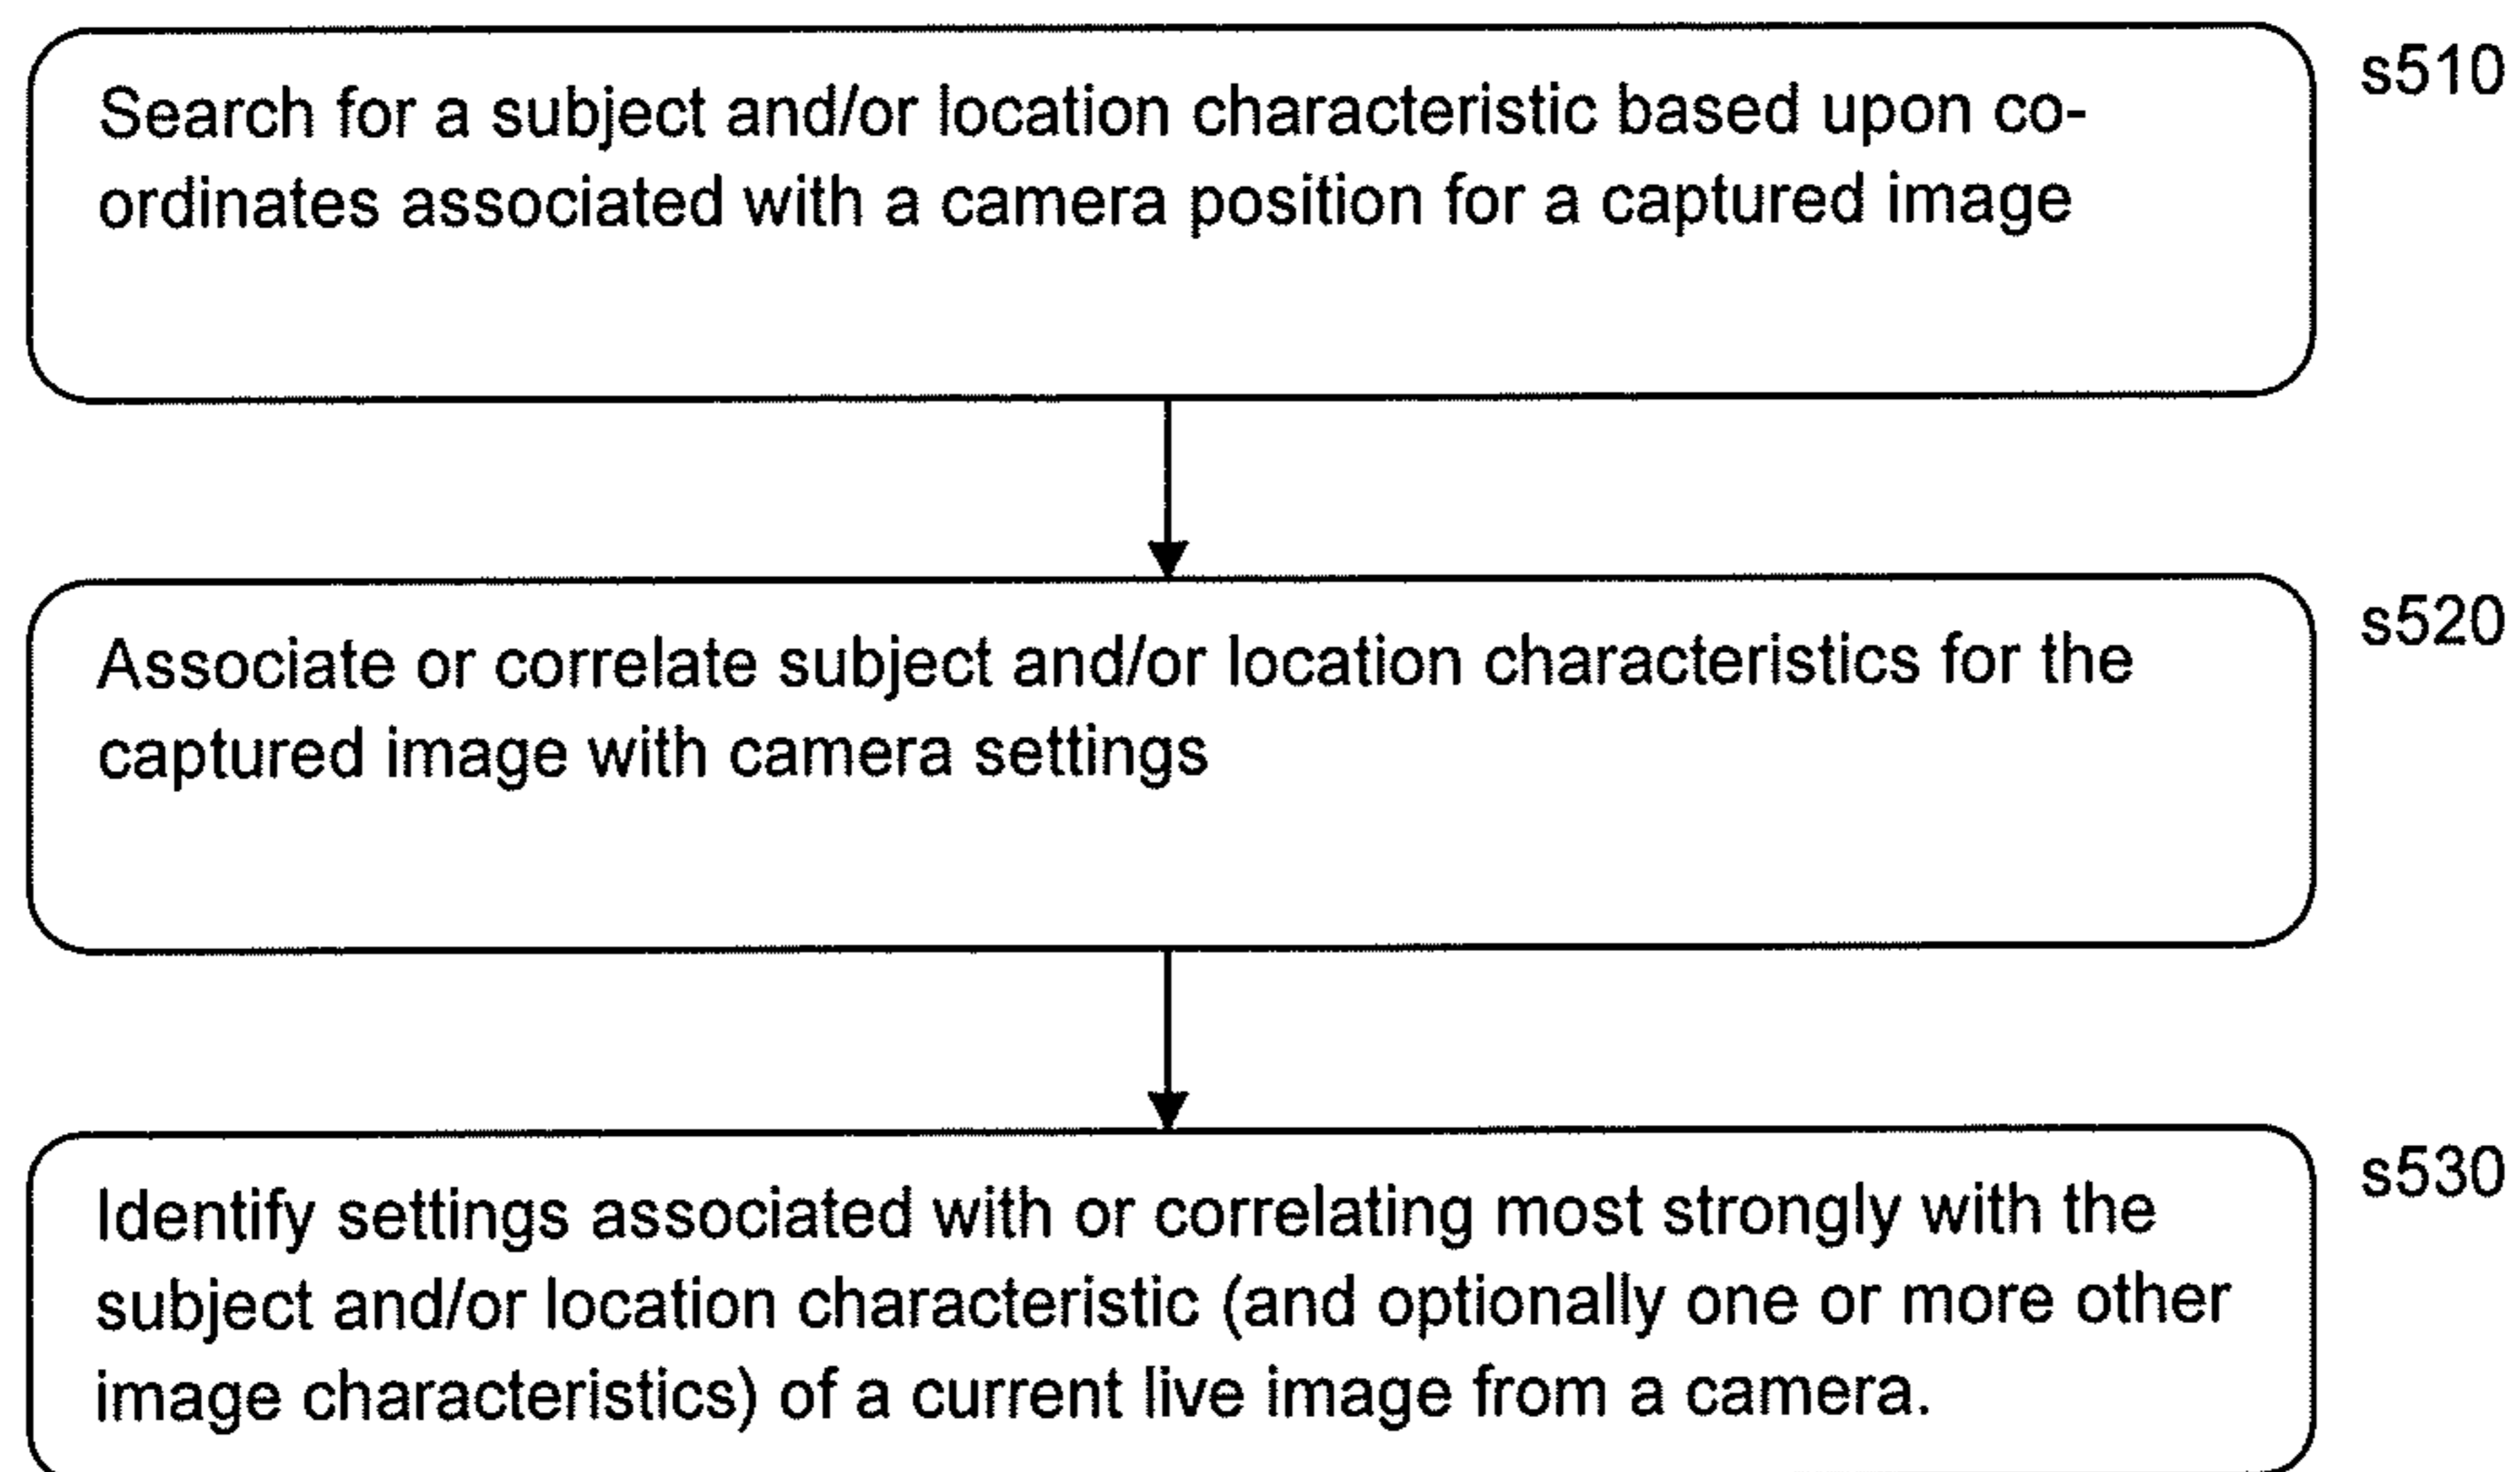 Search for a subject and/or location characteristic based upon co-
ordinates associated with a camera position for a captured image
s510
Associate or correlate subject and/or location characteristics for the
captured image with camera settings
s520
Identify settings associated with or correlating most strongly with the
subject and/or location characteristic (and optionally one or more other
image characteristics) of a current live image from a camera.
s530